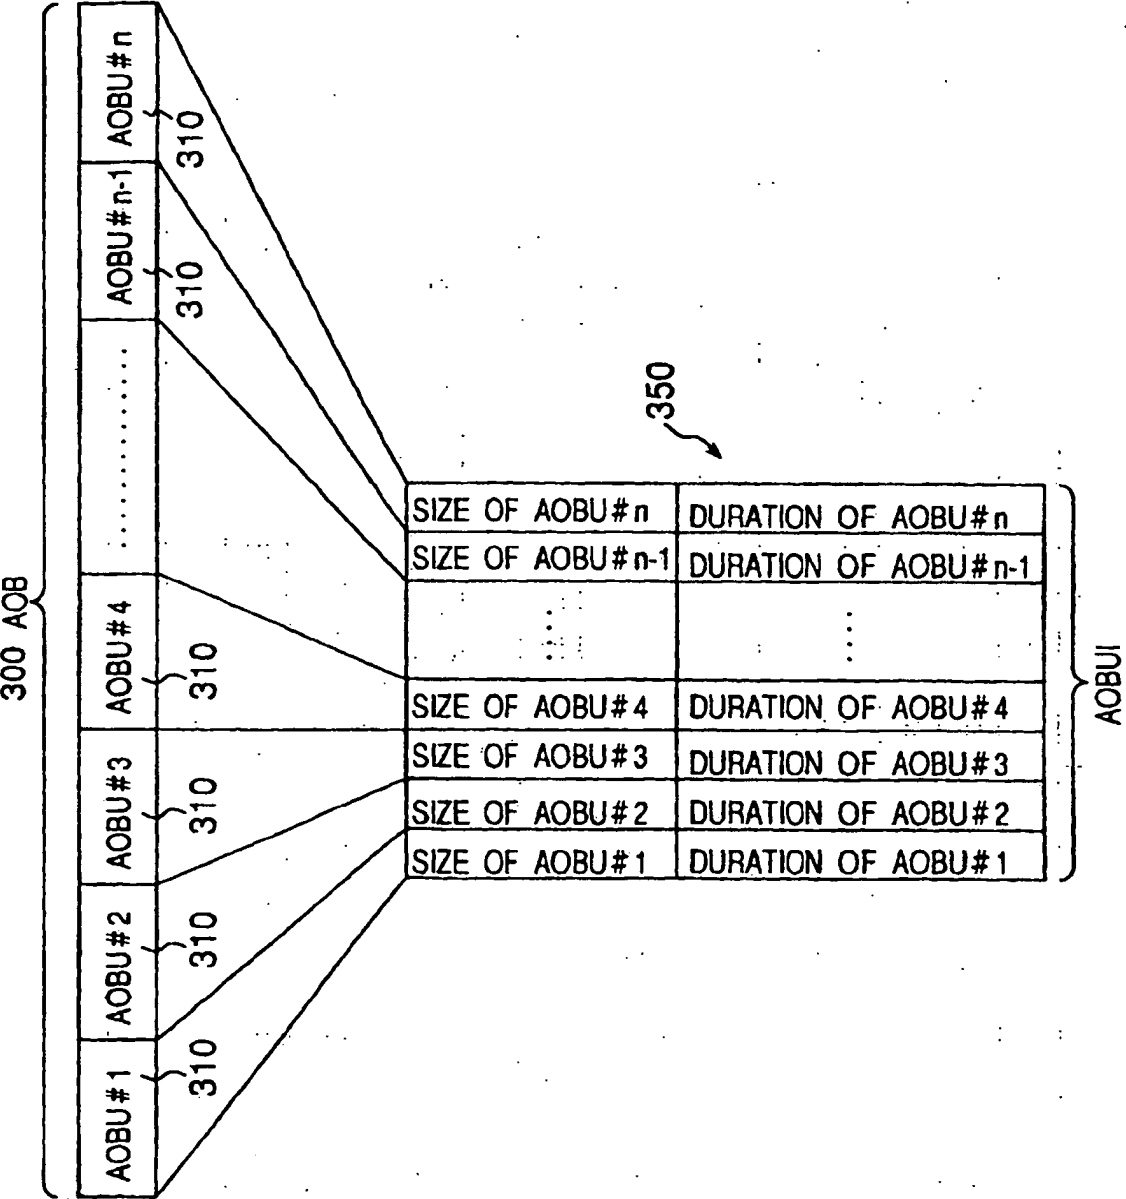 300 AOB
AOBU#1
AOBU#2
AOBU#3
AOBU#4
............
AOBU#n-1
AOBU#n
310
310
310
310
310
310
350
SIZE OF AOBU#n
DURATION OF AOBU#n
SIZE OF AOBU#n-1
DURATION OF AOBU#n-1
....
....
SIZE OF AOBU#4
DURATION OF AOBU#4
SIZE OF AOBU#3
DURATION OF AOBU#3
SIZE OF AOBU#2
DURATION OF AOBU#2
SIZE OF AOBU#1
DURATION OF AOBU#1
AOBUI